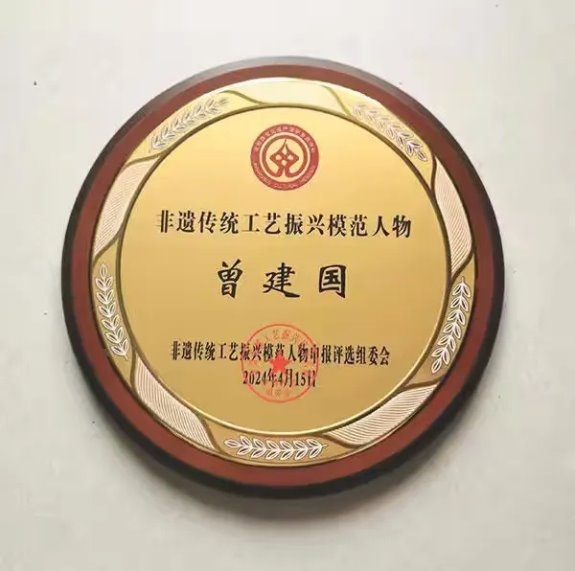 非遗传统工艺振兴模范人物
曾建国
非遗传统工艺振兴模范人物申报评选组委会
2024年4月15日